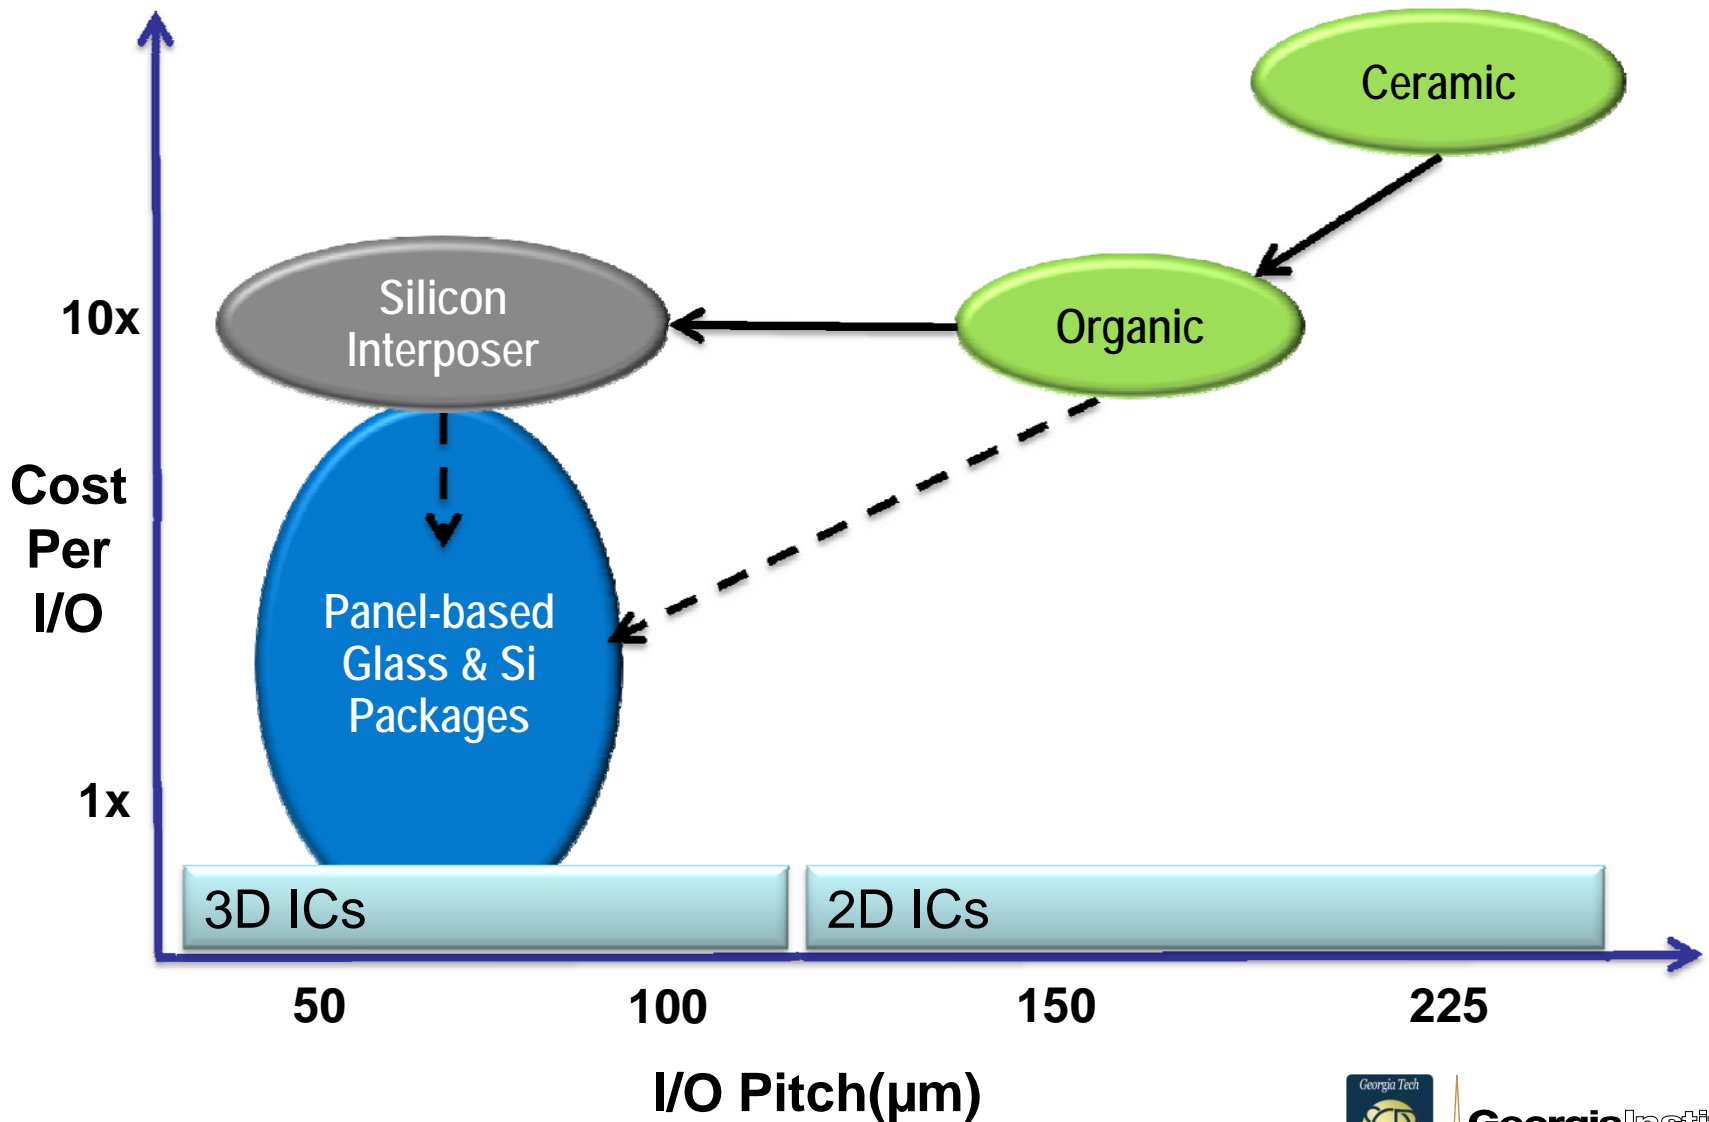 Ceramic
Silicon
Interposer
10x
Organic
Cost
Per
I/O
Panel-based
Glass & Si
Packages
1x
3D ICs
2D ICs
50
100
150
225
I/O Pitch(µm)
Georgia Tech
Georgia